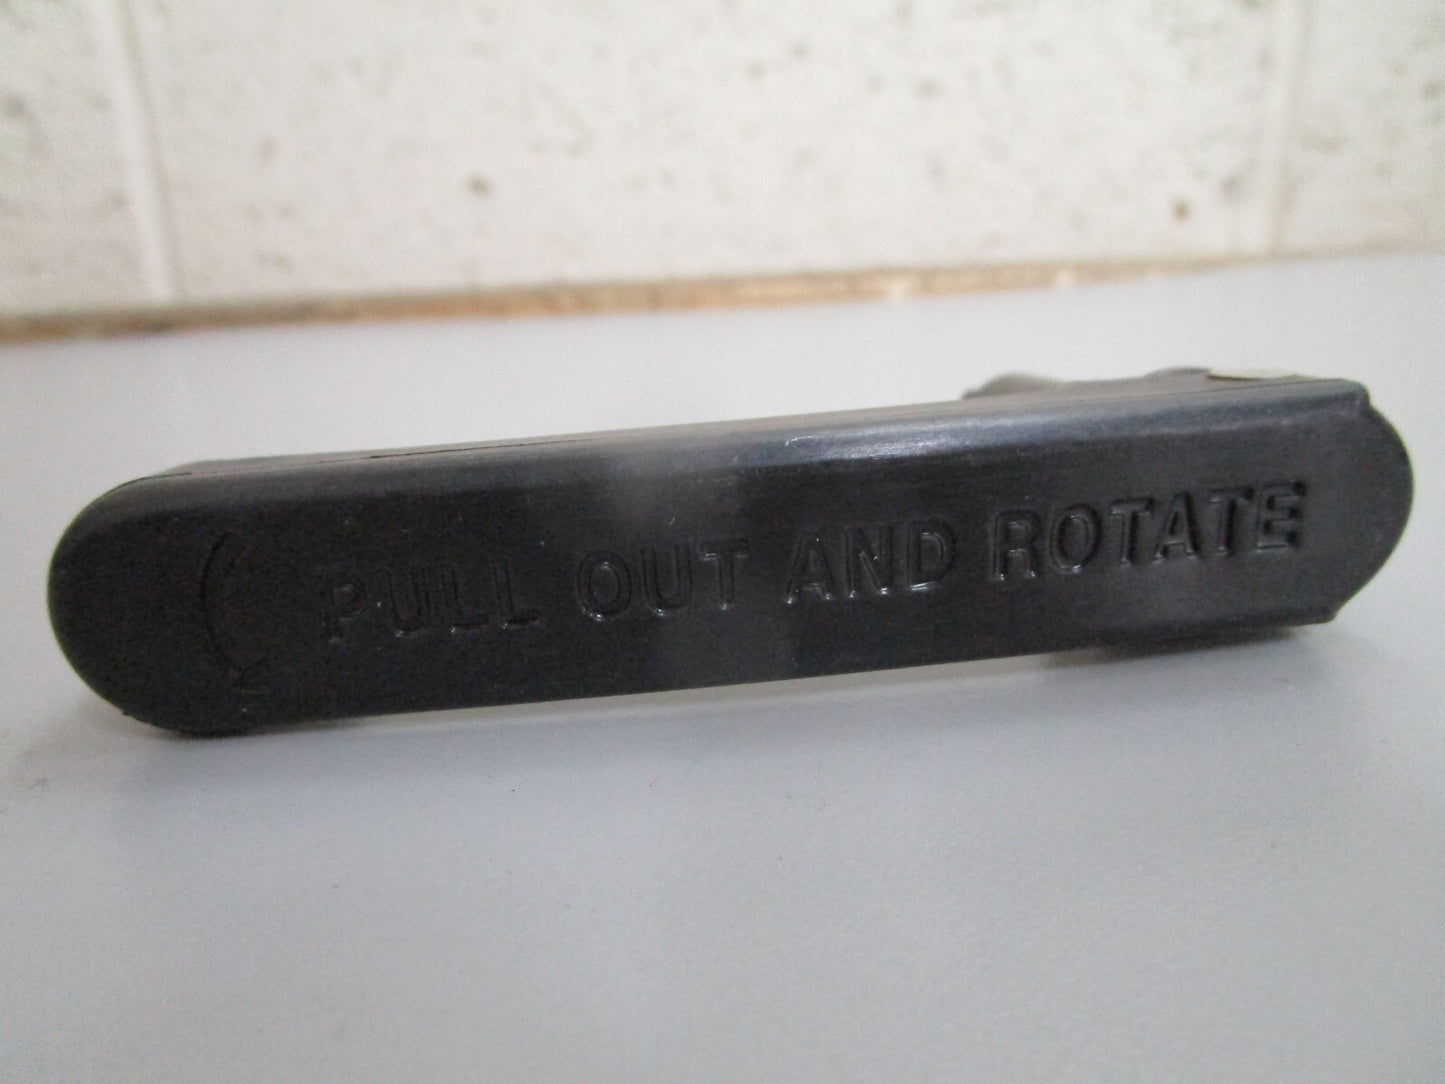 PULL OUT AND ROTATE